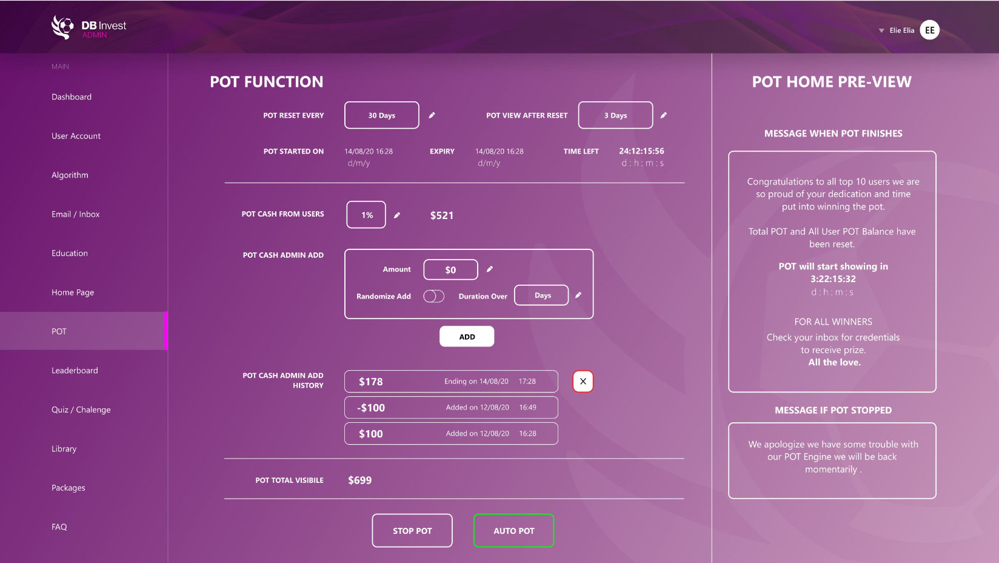 DB Invest
ADMIN
Elie Elia
EE
MAIN
Dashboard
User Account
Algorithm
Email / Inbox
Education
Home Page
POT
Leaderboard
Quiz / Chalenge
Library
Packages
FAQ
POT FUNCTION
POT RESET EVERY
30 Days
POT VIEW AFTER RESET
3 Days
POT STARTED ON
14/08/20 16:28
d/m/y
EXPIRY
14/08/20 16:28
d/m/y
TIME LEFT
24:12:15:56
d : h : m : s
POT CASH FROM USERS
1%
$521
POT CASH ADMIN ADD
Amount
$0
Randomize Add
Duration Over
Days
ADD
POT CASH ADMIN ADD
HISTORY
$178 Ending on 14/08/20 17:28
X
-$100 Added on 12/08/20 16:49
$100 Added on 12/08/20 16:28
POT TOTAL VISIBILE
$699
STOP POT
AUTO POT
POT HOME PRE-VIEW
MESSAGE WHEN POT FINISHES
Congratulations to all top 10 users we are
so proud of your dedication and time
put into winning the pot.
Total POT and All User POT Balance have
been reset.
POT will start showing in
3:22:15:32
d : h : m : s
FOR ALL WINNERS
Check your inbox for credentials
to receive prize.
All the love.
MESSAGE IF POT STOPPED
We apologize we have some trouble with
our POT Engine we will be back
momentarily .